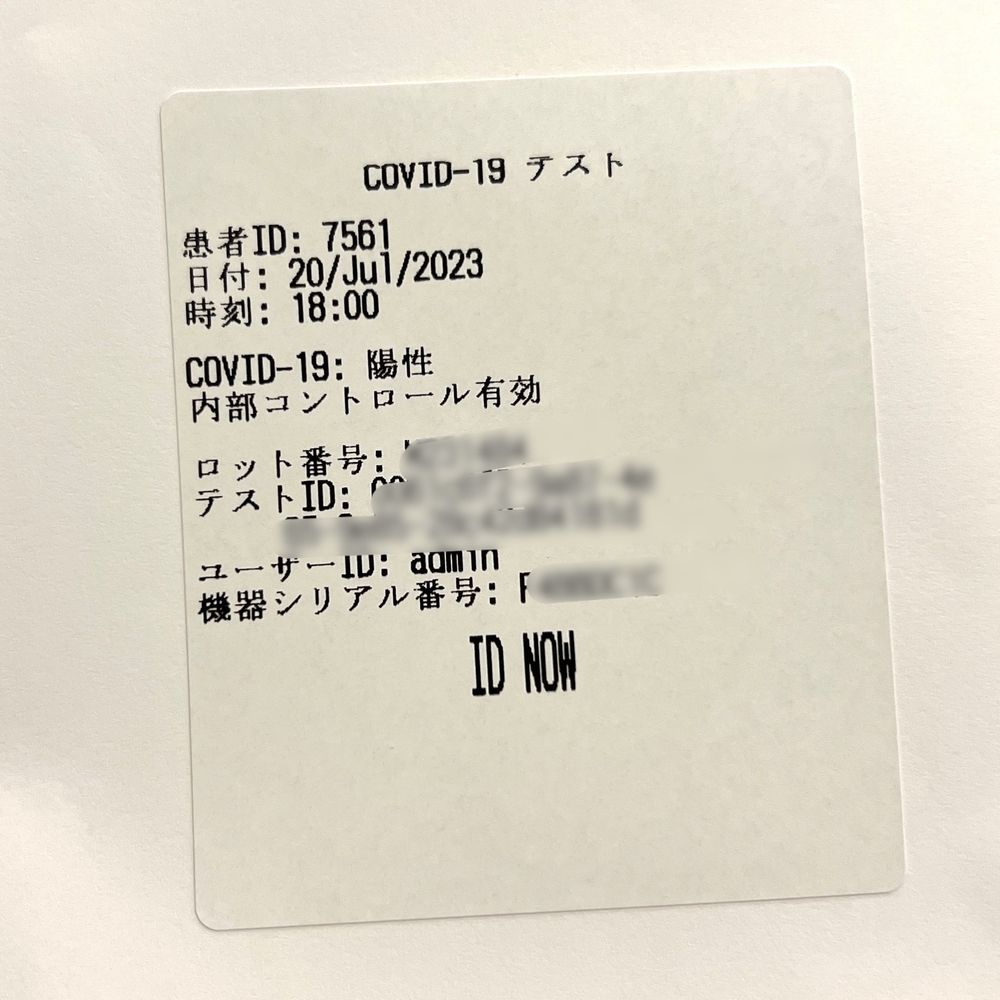 COVID-19 テスト
患者ID: 7561
日付: 20/Jul/2023
時刻: 18:00
COVID-19: 陽性
内部コントロール有効
ロット番号:
テストID:
ユーザーID: admin
機器シリアル番号:
ID NOW